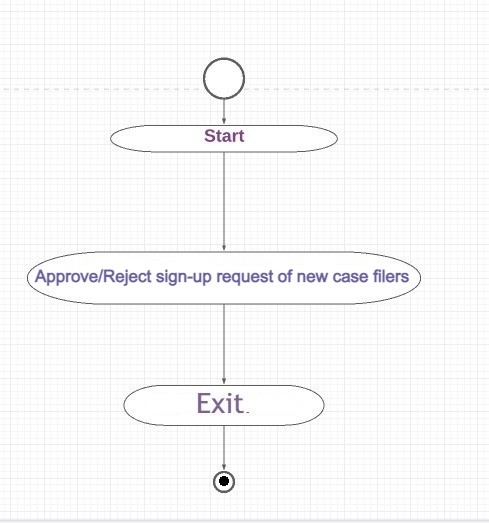 Start
Approve/Reject sign-up request of new case filers
Exit.